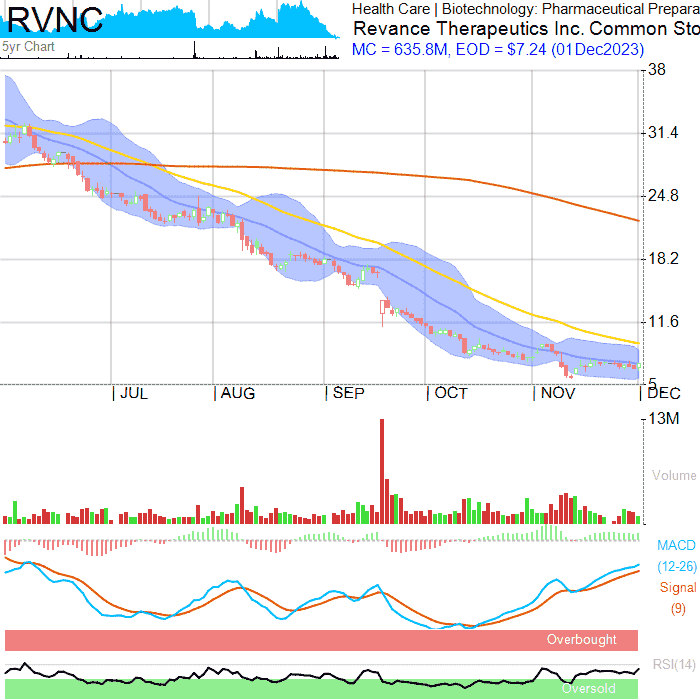 RVNC
5yr Chart
Health Care | Biotechnology: Pharmaceutical Prepara
Revance Therapeutics Inc. Common Sto
MC = 635.8M, EOD = $7.24 (01Dec2023)
38
31.4
24.8
18.2
11.6
5
JUL AUG SEP OCT NOV DEC
13M
Volume
MACD
(12-26)
Signal
(9)
Overbought
RSI(14)
Oversold